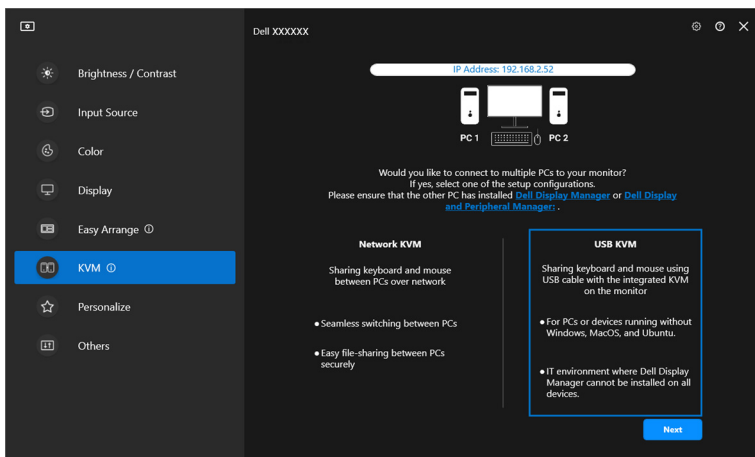 Dell XXXXXX
Brightness / Contrast
Input Source
Color
Display
Easy Arrange
KVM
Personalize
Others
IP Address: 192.168.2.52
PC 1
PC 2
Would you like to connect to multiple PCs to your monitor?
If yes, select one of the setup configurations.
Please ensure that the other PC has installed Dell Display Manager or Dell Display
and Peripheral Manager: .
Network KVM
Sharing keyboard and mouse
between PCs over network
• Seamless switching between PCs
• Easy file-sharing between PCs
securely
USB KVM
Sharing keyboard and mouse using
USB cable with the integrated KVM
on the monitor
• For PCs or devices running without
Windows, MacOS, and Ubuntu.
• IT environment where Dell Display
Manager cannot be installed on all
devices.
Next